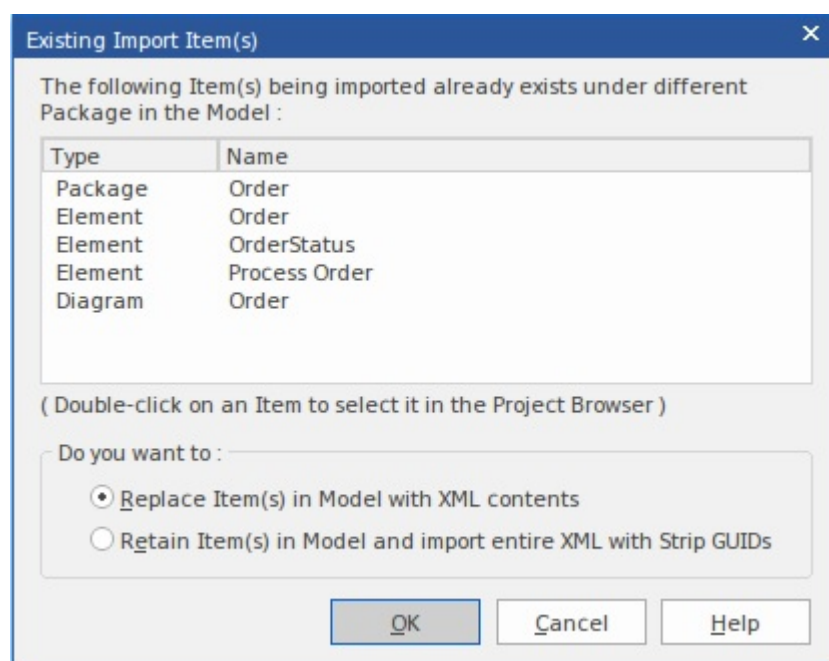 Existing Import Item(s)
The following Item(s) being imported already exists under different
Package in the Model :
Type Name
Package Order
Element Order
Element OrderStatus
Element Process Order
Diagram Order
( Double-click on an Item to select it in the Project Browser )
Do you want to :
Replace Item(s) in Model with XML contents
Retain Item(s) in Model and import entire XML with Strip GUIDs
OK Cancel Help